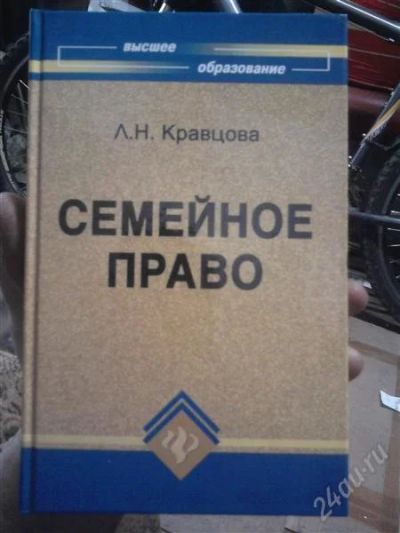 высшее
образование
Л.Н. Кравцова
СЕМЕЙНОЕ
ПРАВО
24au.ru